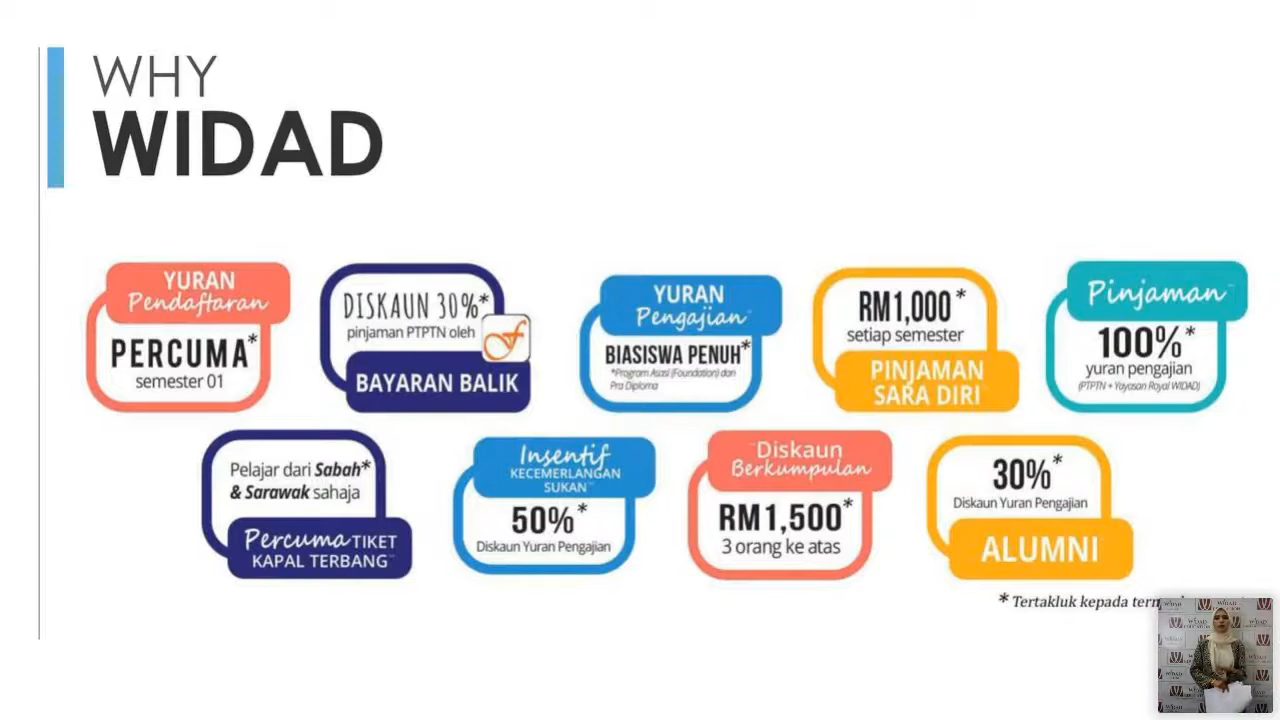 WHY
WIDAD
YURAN
Pendaftaran
PERCUMA*
semester 01
DISKAUN 30%*
pinjaman PTPTN oleh
BAYARAN BALIK
YURAN
Pengajian
BIASISWA PENUH*
*Program Asasi (Foundation) dan
Pra Diploma
RM1,000*
setiap semester
PINJAMAN
SARA DIRI
Pinjaman
100%*
yuran pengajian
(PTPTN + Yayasan Royal WIDAD)
Pelajar dari Sabah*
& Sarawak sahaja
Percuma TIKET
KAPAL TERBANG
Insentif
KECEMERLANGAN
SUKAN
50%*
Diskaun Yuran Pengajian
Diskaun
Berkumpulan
RM1,500*
3 orang ke atas
30%*
Diskaun Yuran Pengajian
ALUMNI
* Tertakluk kepada
WIDAD